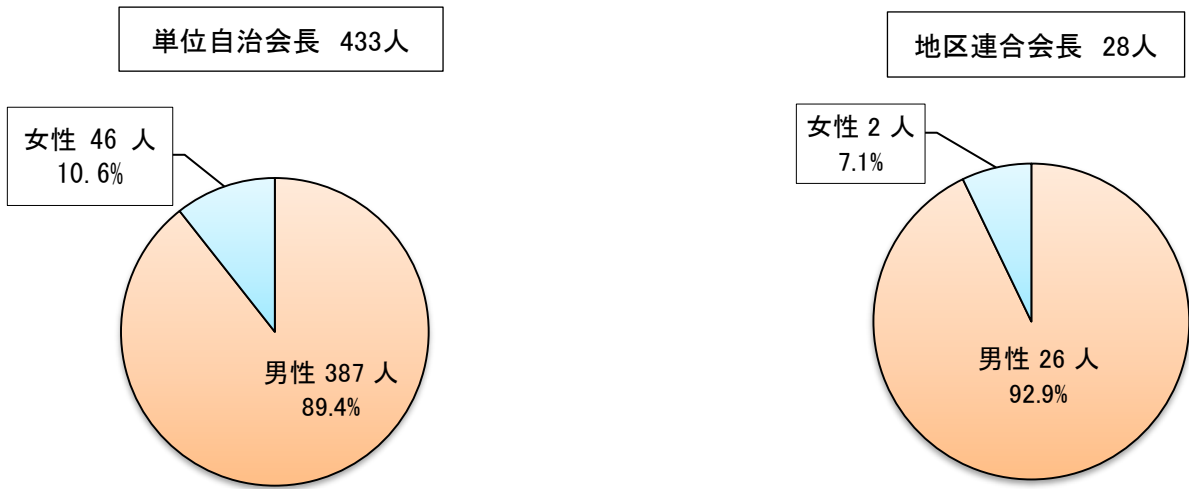 単位自治会長 433人
女性 46 人
10.6%
男性 387 人
89.4%
地区連合会長 28人
女性 2 人
7.1%
男性 26 人
92.9%